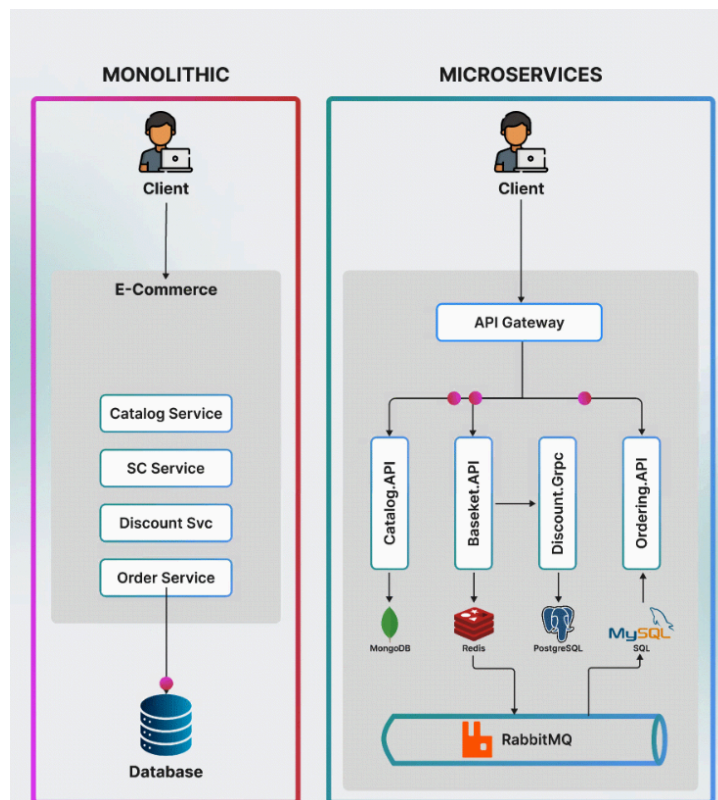 MONOLITHIC
Client
E-Commerce
Catalog Service
SC Service
Discount Svc
Order Service
Database
MICROSERVICES
Client
API Gateway
Catalog.API
Baseket.API
Discount.Grpc
Ordering.API
MongoDB
Redis
PostgreSQL
MySQL
SQL
RabbitMQ